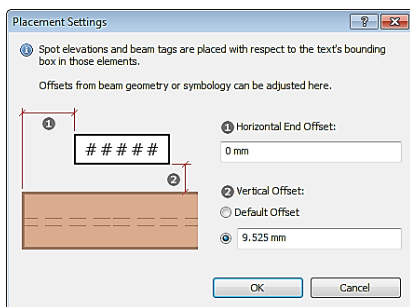 Placement Settings
Spot elevations and beam tags are placed with respect to the text's bounding
box in those elements.
Offsets from beam geometry or symbology can be adjusted here.
1
# # # # #
2
1 Horizontal End Offset:
0 mm
2 Vertical Offset:
Default Offset
9.525 mm
OK
Cancel